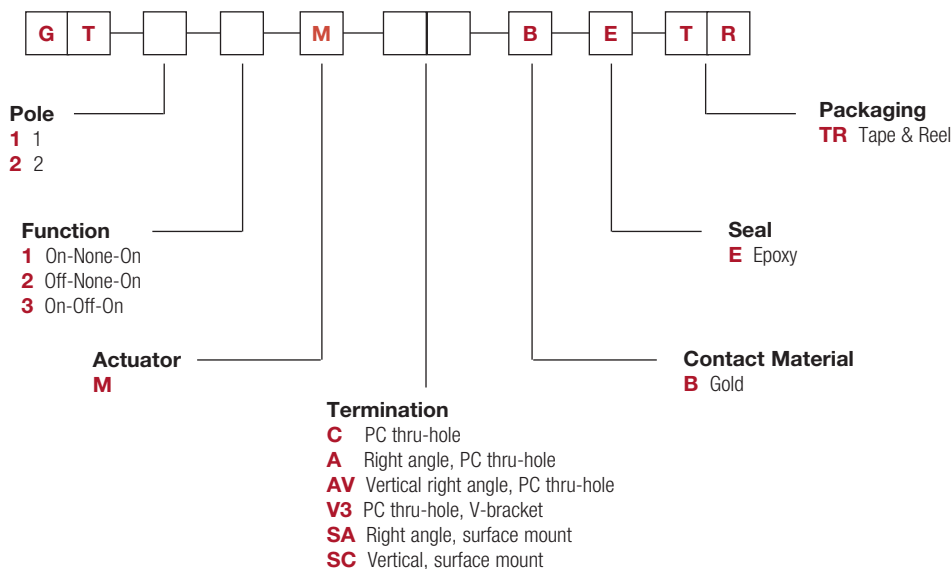 G T M B E T R
Pole
1 1
2 2
Packaging
TR Tape & Reel
Function
1 On-None-On
2 Off-None-On
3 On-Off-On
Seal
E Epoxy
Actuator
M
Contact Material
B Gold
Termination
C PC thru-hole
A Right angle, PC thru-hole
AV Vertical right angle, PC thru-hole
V3 PC thru-hole, V-bracket
SA Right angle, surface mount
SC Vertical, surface mount